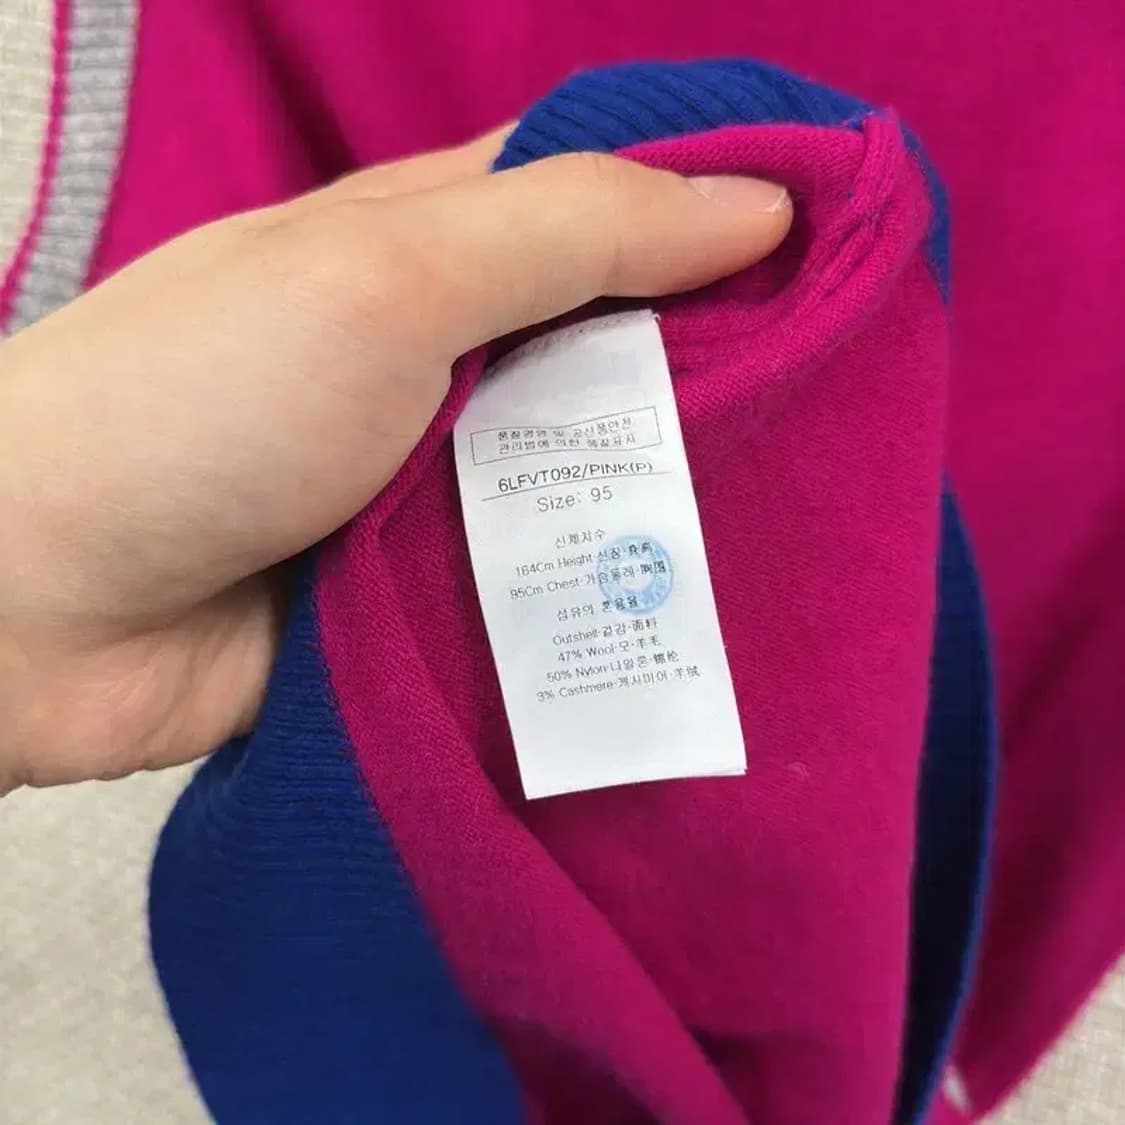 품질경영 및 공산품안전
관리법에 의한 품질표시
6LFVT092/PINK(P)
Size: 95
신체치수
164Cm Height·신장·身高
95Cm Chest·가슴둘레·胸围
섬유의 혼용율
Outshell·겉감·面料
47% Wool·모·羊毛
50% Nylon·나일론·锦纶
3% Cashmere·캐시미어·羊绒